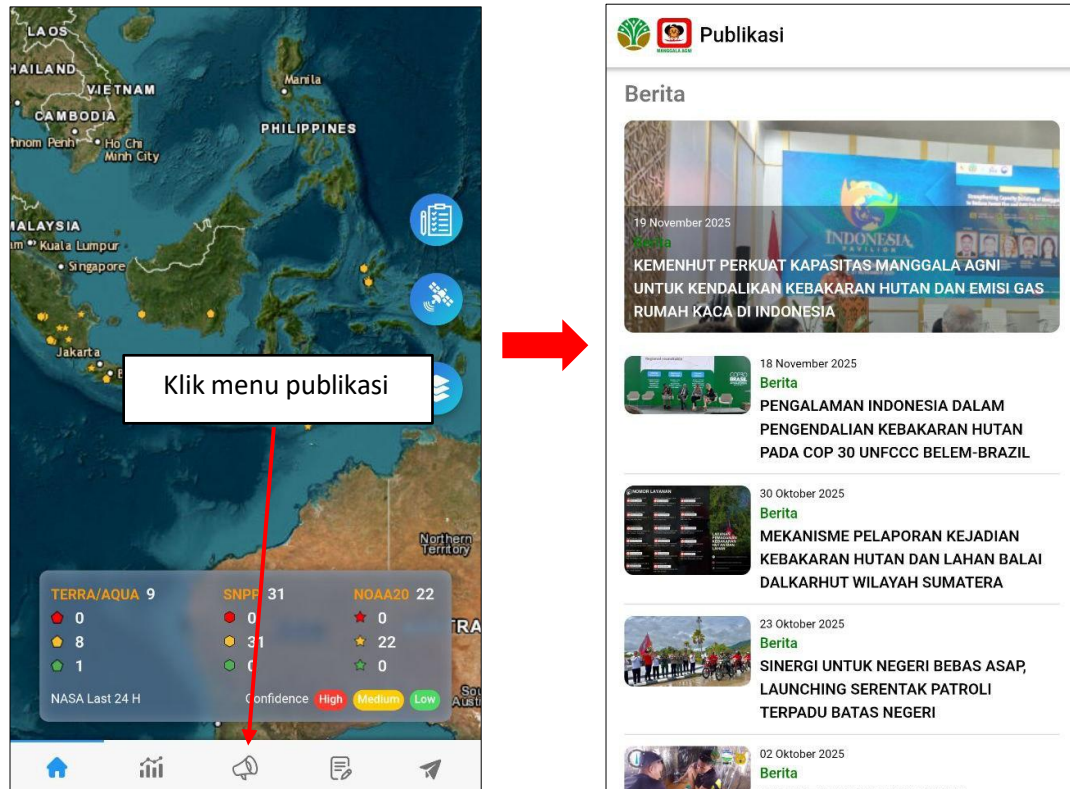 LAOS
HAILAND
VIETNAM
CAMBODIA
hnom Penh
Ho Chi
Minh City
Manila
PHILIPPINES
MALAYSIA
Kuala Lumpur
Singapore
Jakarta
Klik menu publikasi
Northern
Territory
TERRA/AQUA 9
0
8
1
SNPP 31
0
31
0
NOAA20 22
0
22
0
NASA Last 24 H
Confidence High Medium Low
MANGGALA AGNI
Publikasi
Berita
INDONESIA
PAVILION
19 November 2025
Berita
KEMENHUT PERKUAT KAPASITAS MANGGALA AGNI
UNTUK KENDALIKAN KEBAKARAN HUTAN DAN EMISI GAS
RUMAH KACA DI INDONESIA
18 November 2025
Berita
PENGALAMAN INDONESIA DALAM
PENGENDALIAN KEBAKARAN HUTAN
PADA COP 30 UNFCCC BELEM-BRAZIL
NOMOR LAYANAN
30 Oktober 2025
Berita
MEKANISME PELAPORAN KEJADIAN
KEBAKARAN HUTAN DAN LAHAN BALAI
DALKARHUT WILAYAH SUMATERA
23 Oktober 2025
Berita
SINERGI UNTUK NEGERI BEBAS ASAP,
LAUNCHING SERENTAK PATROLI
TERPADU BATAS NEGERI
02 Oktober 2025
Berita